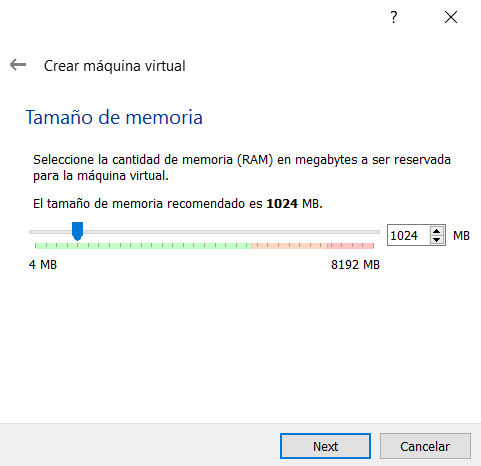 ?
Crear máquina virtual
Tamaño de memoria
Seleccione la cantidad de memoria (RAM) en megabytes a ser reservada
para la máquina virtual.
El tamaño de memoria recomendado es 1024 MB.
1024 MB
4 MB 8192 MB
Next Cancelar